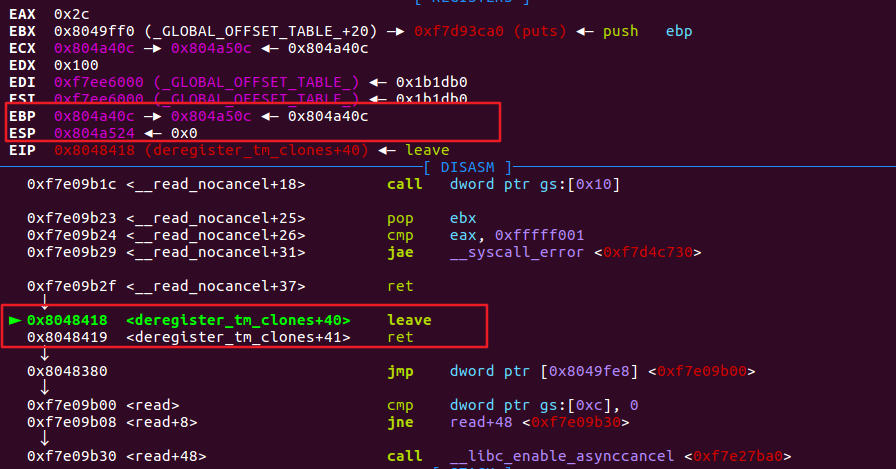 [ REGISTERS ]
EAX  0x2c
EBX  0x8049ff0 (_GLOBAL_OFFSET_TABLE_+20) —▸ 0xf7d93ca0 (puts) ◂— push   ebp
ECX  0x804a40c —▸ 0x804a50c ◂— 0x804a40c
EDX  0x100
EDI  0xf7ee6000 (_GLOBAL_OFFSET_TABLE_) ◂— 0x1b1db0
ESI  0xf7ee6000 (_GLOBAL_OFFSET_TABLE_) ◂— 0x1b1db0
EBP  0x804a40c —▸ 0x804a50c ◂— 0x804a40c
ESP  0x804a524 ◂— 0x0
EIP  0x8048418 (deregister_tm_clones+40) ◂— leave
[ DISASM ]
0xf7e09b1c <__read_nocancel+18>    call   dword ptr gs:[0x10]
0xf7e09b23 <__read_nocancel+25>    pop    ebx
0xf7e09b24 <__read_nocancel+26>    cmp    eax, 0xfffff001
0xf7e09b29 <__read_nocancel+31>    jae    __syscall_error <0xf7d4c730>
0xf7e09b2f <__read_nocancel+37>    ret
↓
► 0x8048418  <deregister_tm_clones+40>    leave
0x8048419  <deregister_tm_clones+41>    ret
↓
0x8048380    jmp    dword ptr [0x8049fe8] <0xf7e09b00>
↓
0xf7e09b00 <read>    cmp    dword ptr gs:[0xc], 0
0xf7e09b08 <read+8>    jne    read+48 <0xf7e09b30>
↓
0xf7e09b30 <read+48>    call   __libc_enable_asynccancel <0xf7e27ba0>